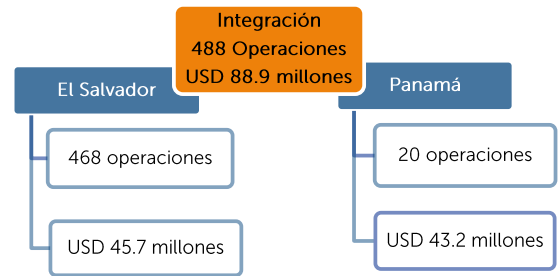 Integración
488 Operaciones
USD 88.9 millones
El Salvador
Panamá
468 operaciones
20 operaciones
USD 45.7 millones
USD 43.2 millones